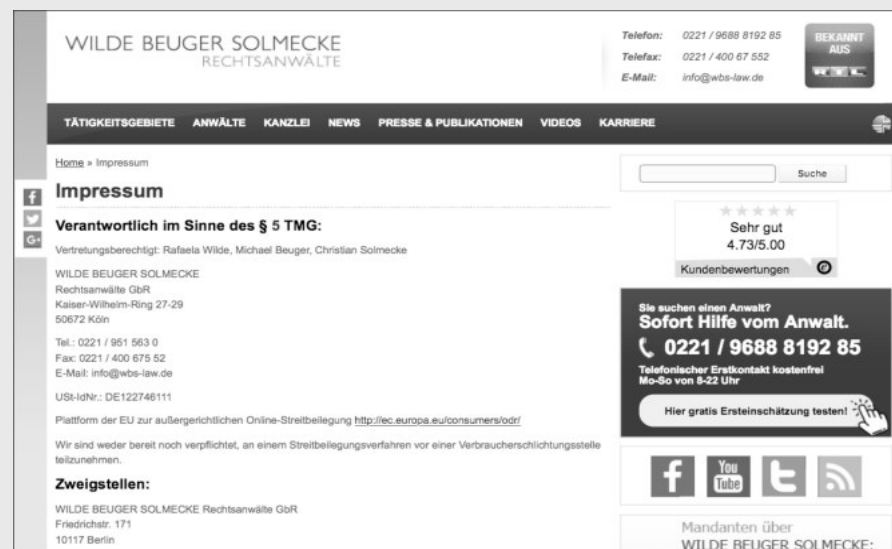 WILDE BEUGER SOLMECKE
RECHTSANWÄLTE
Telefon: 0221 / 9688 8192 85
Telefax: 0221 / 400 67 552
E-Mail: info@wbs-law.de
BEKANNT
AUS
RTL
TÄTIGKEITSGEBIETE ANWÄLTE KANZLEI NEWS PRESSE & PUBLIKATIONEN VIDEOS KARRIERE
Home » Impressum
Impressum
Verantwortlich im Sinne des § 5 TMG:
Vertretungsberechtigt: Rafaela Wilde, Michael Beuger, Christian Solmecke
WILDE BEUGER SOLMECKE
Rechtsanwälte GbR
Kaiser-Wilhelm-Ring 27-29
50672 Köln
Tel.: 0221 / 951 563 0
Fax: 0221 / 400 675 52
E-Mail: info@wbs-law.de
USt-IdNr.: DE122746111
Plattform der EU zur außergerichtlichen Online-Streitbeilegung http://ec.europa.eu/consumers/odr/
Wir sind weder bereit noch verpflichtet, an einem Streitbeilegungsverfahren vor einer Verbraucherschlichtungsstelle
teilzunehmen.
Zweigstellen:
WILDE BEUGER SOLMECKE Rechtsanwälte GbR
Friedrichstr. 171
10117 Berlin
Suche
Sehr gut
4.73/5.00
Kundenbewertungen
Sie suchen einen Anwalt?
Sofort Hilfe vom Anwalt.
0221 / 9688 8192 85
Telefonischer Erstkontakt kostenfrei
Mo-So von 8-22 Uhr
Hier gratis Ersteinschätzung testen!
f
You
Tube
t
Mandanten über
WILDE BEUGER SOLMECKE:
f
G+